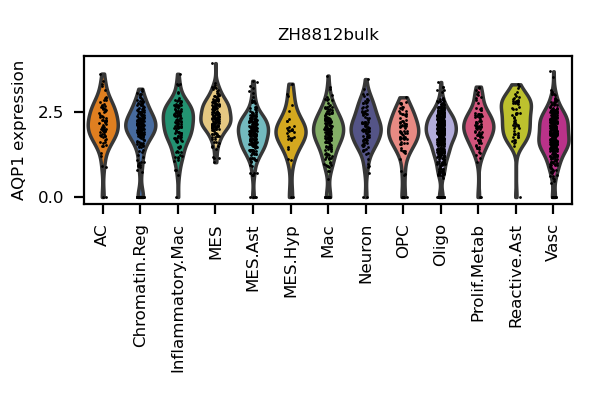 ZH8812bulk
AQP1 expression
2.5
0.0
AC
Chromatin.Reg
Inflammatory.Mac
MES
MES.Ast
MES.Hyp
Mac
Neuron
OPC
Oligo
Prolif.Metab
Reactive.Ast
Vasc